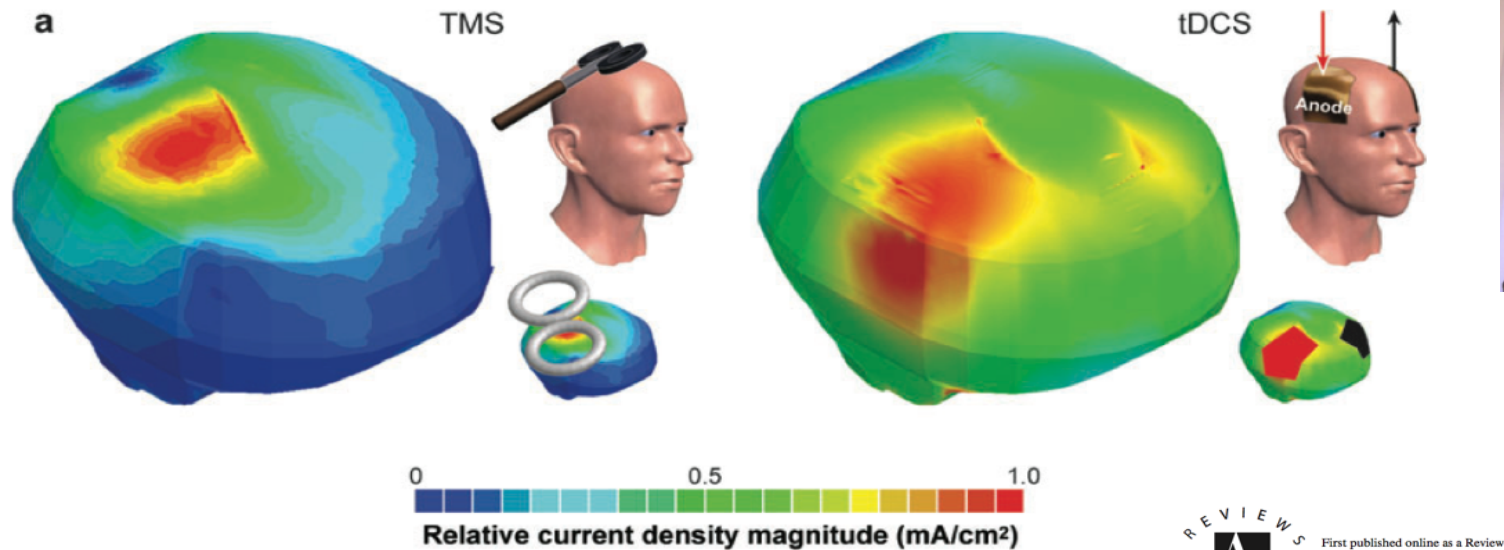 a
TMS
tDCS
Anode
0 0.5 1.0
Relative current density magnitude (mA/cm²)
REVIEWS
A
First published online as a Review